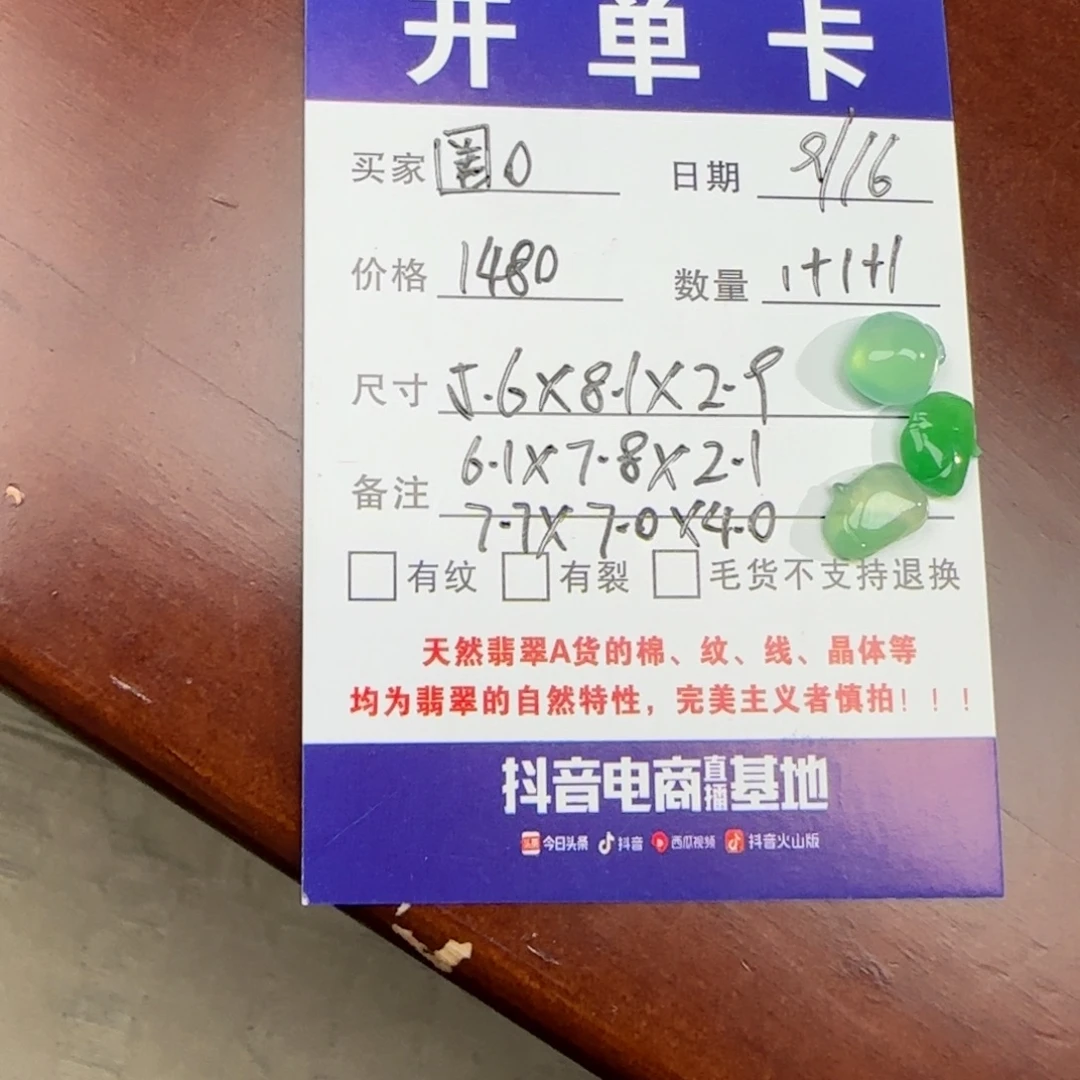 开单卡
买家 0 日期 9/16
价格 1480 数量 1+1+1
尺寸 5.6X8.1X2.9
6.1X7.8X2.1
备注
7.7X7.0X4.0
有纹 有裂 毛货不支持退换
天然翡翠A货的棉、纹、线、晶体等
均为翡翠的自然特性，完美主义者慎拍！！！
抖音电商直播基地
头条 今日头条 抖音 西瓜视频 抖音火山版